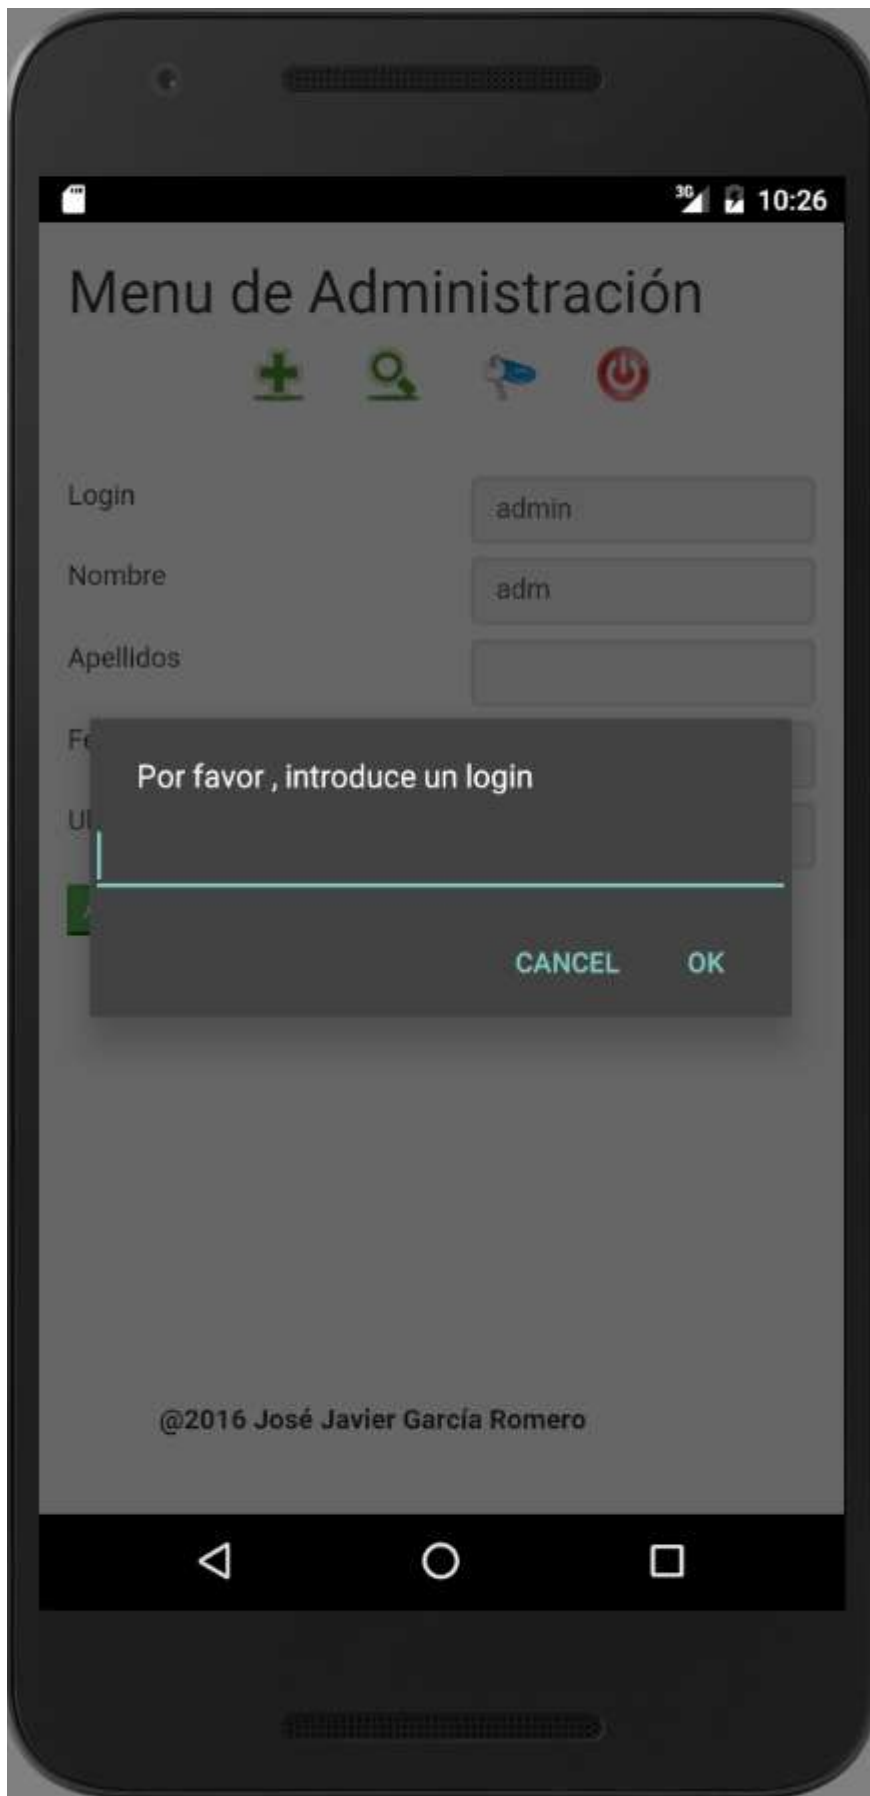 3G 10:26
Menu de Administración
Login admin
Nombre adm
Apellidos
Por favor , introduce un login
CANCEL OK
@2016 José Javier García Romero